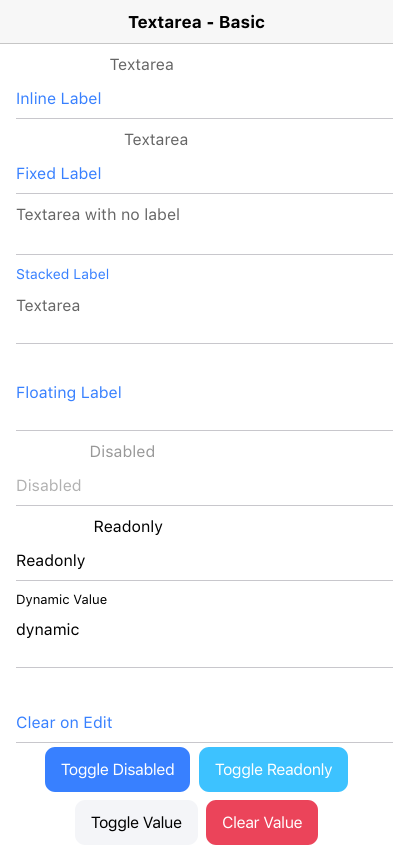 Textarea - Basic
Textarea
Inline Label
Textarea
Fixed Label
Textarea with no label
Stacked Label
Textarea
Floating Label
Disabled
Disabled
Readonly
Readonly
Dynamic Value
dynamic
Clear on Edit
Toggle Disabled Toggle Readonly
Toggle Value Clear Value